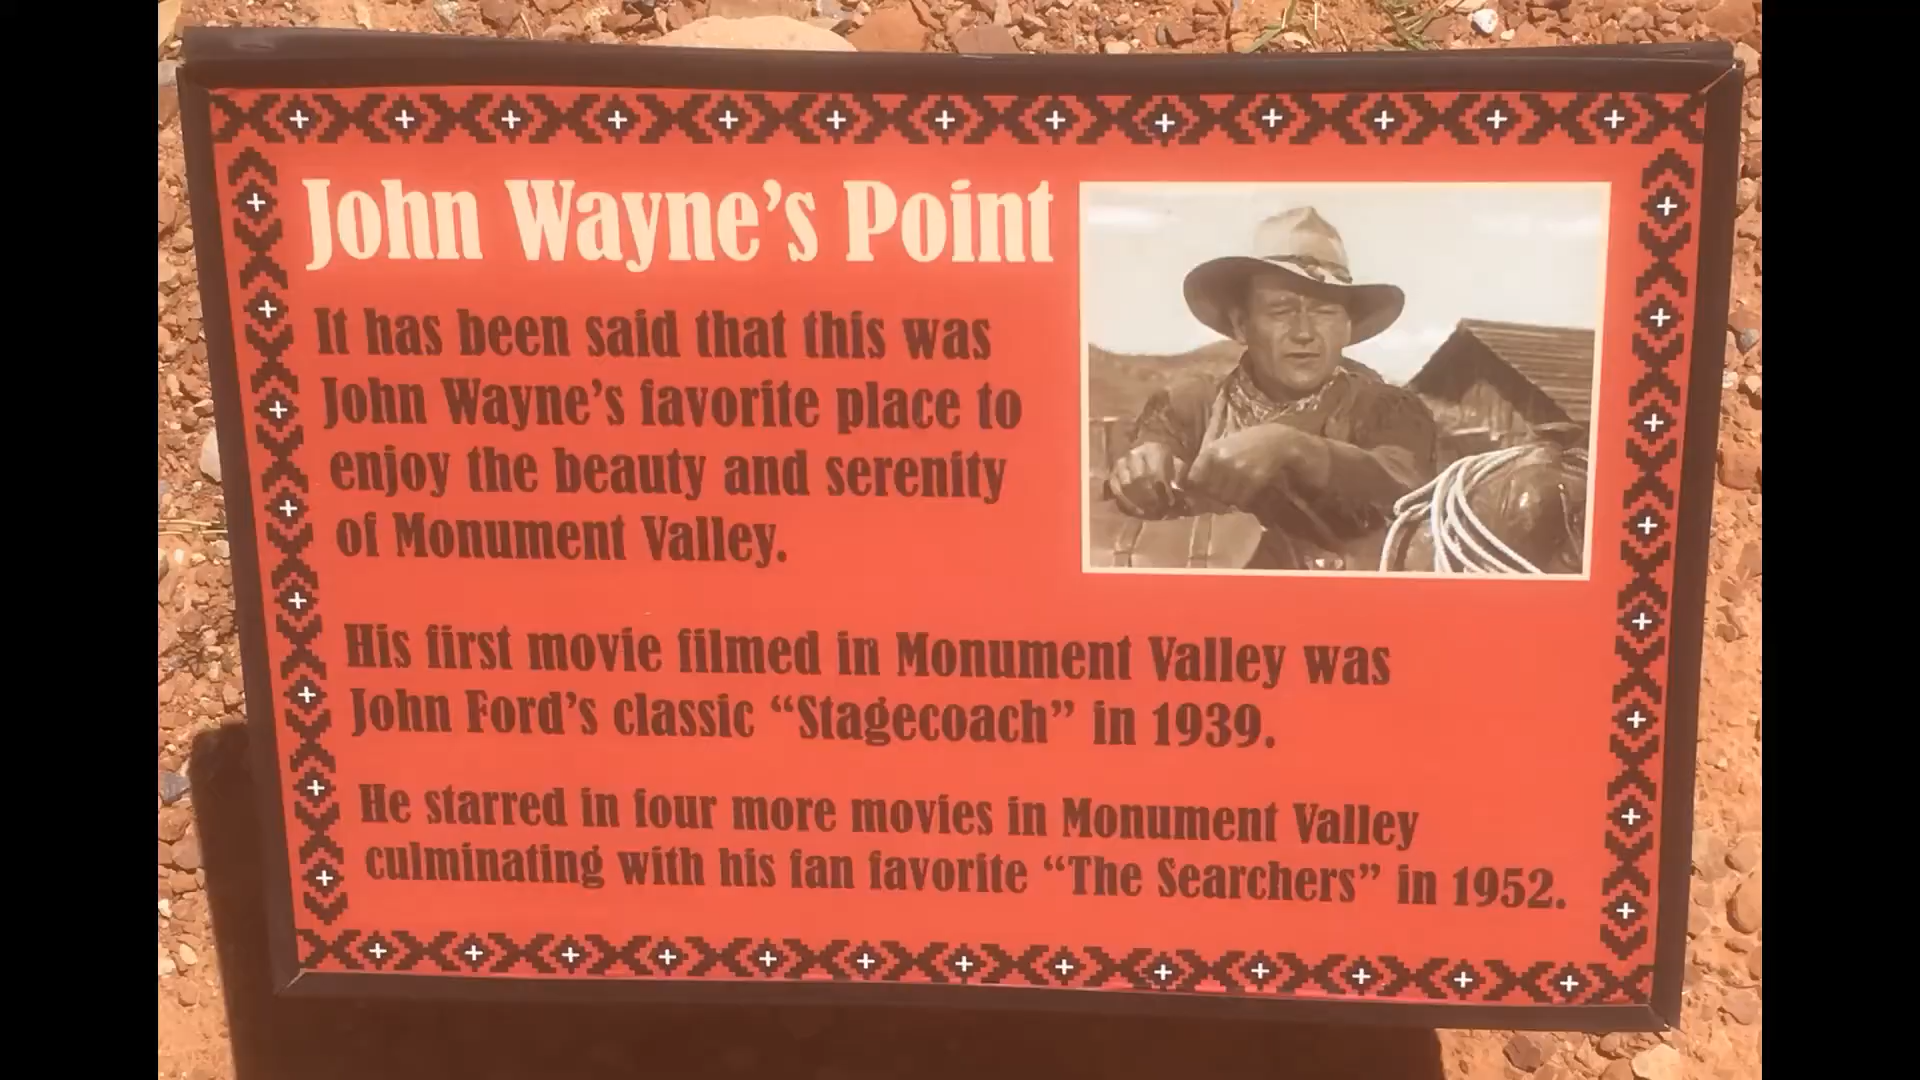 John Wayne's Point
It has been said that this was
John Wayne's favorite place to
enjoy the beauty and serenity
of Monument Valley.
His first movie filmed in Monument Valley was
John Ford's classic “Stagecoach” in 1939.
He starred in four more movies in Monument Valley
culminating with his fan favorite “The Searchers” in 1952.